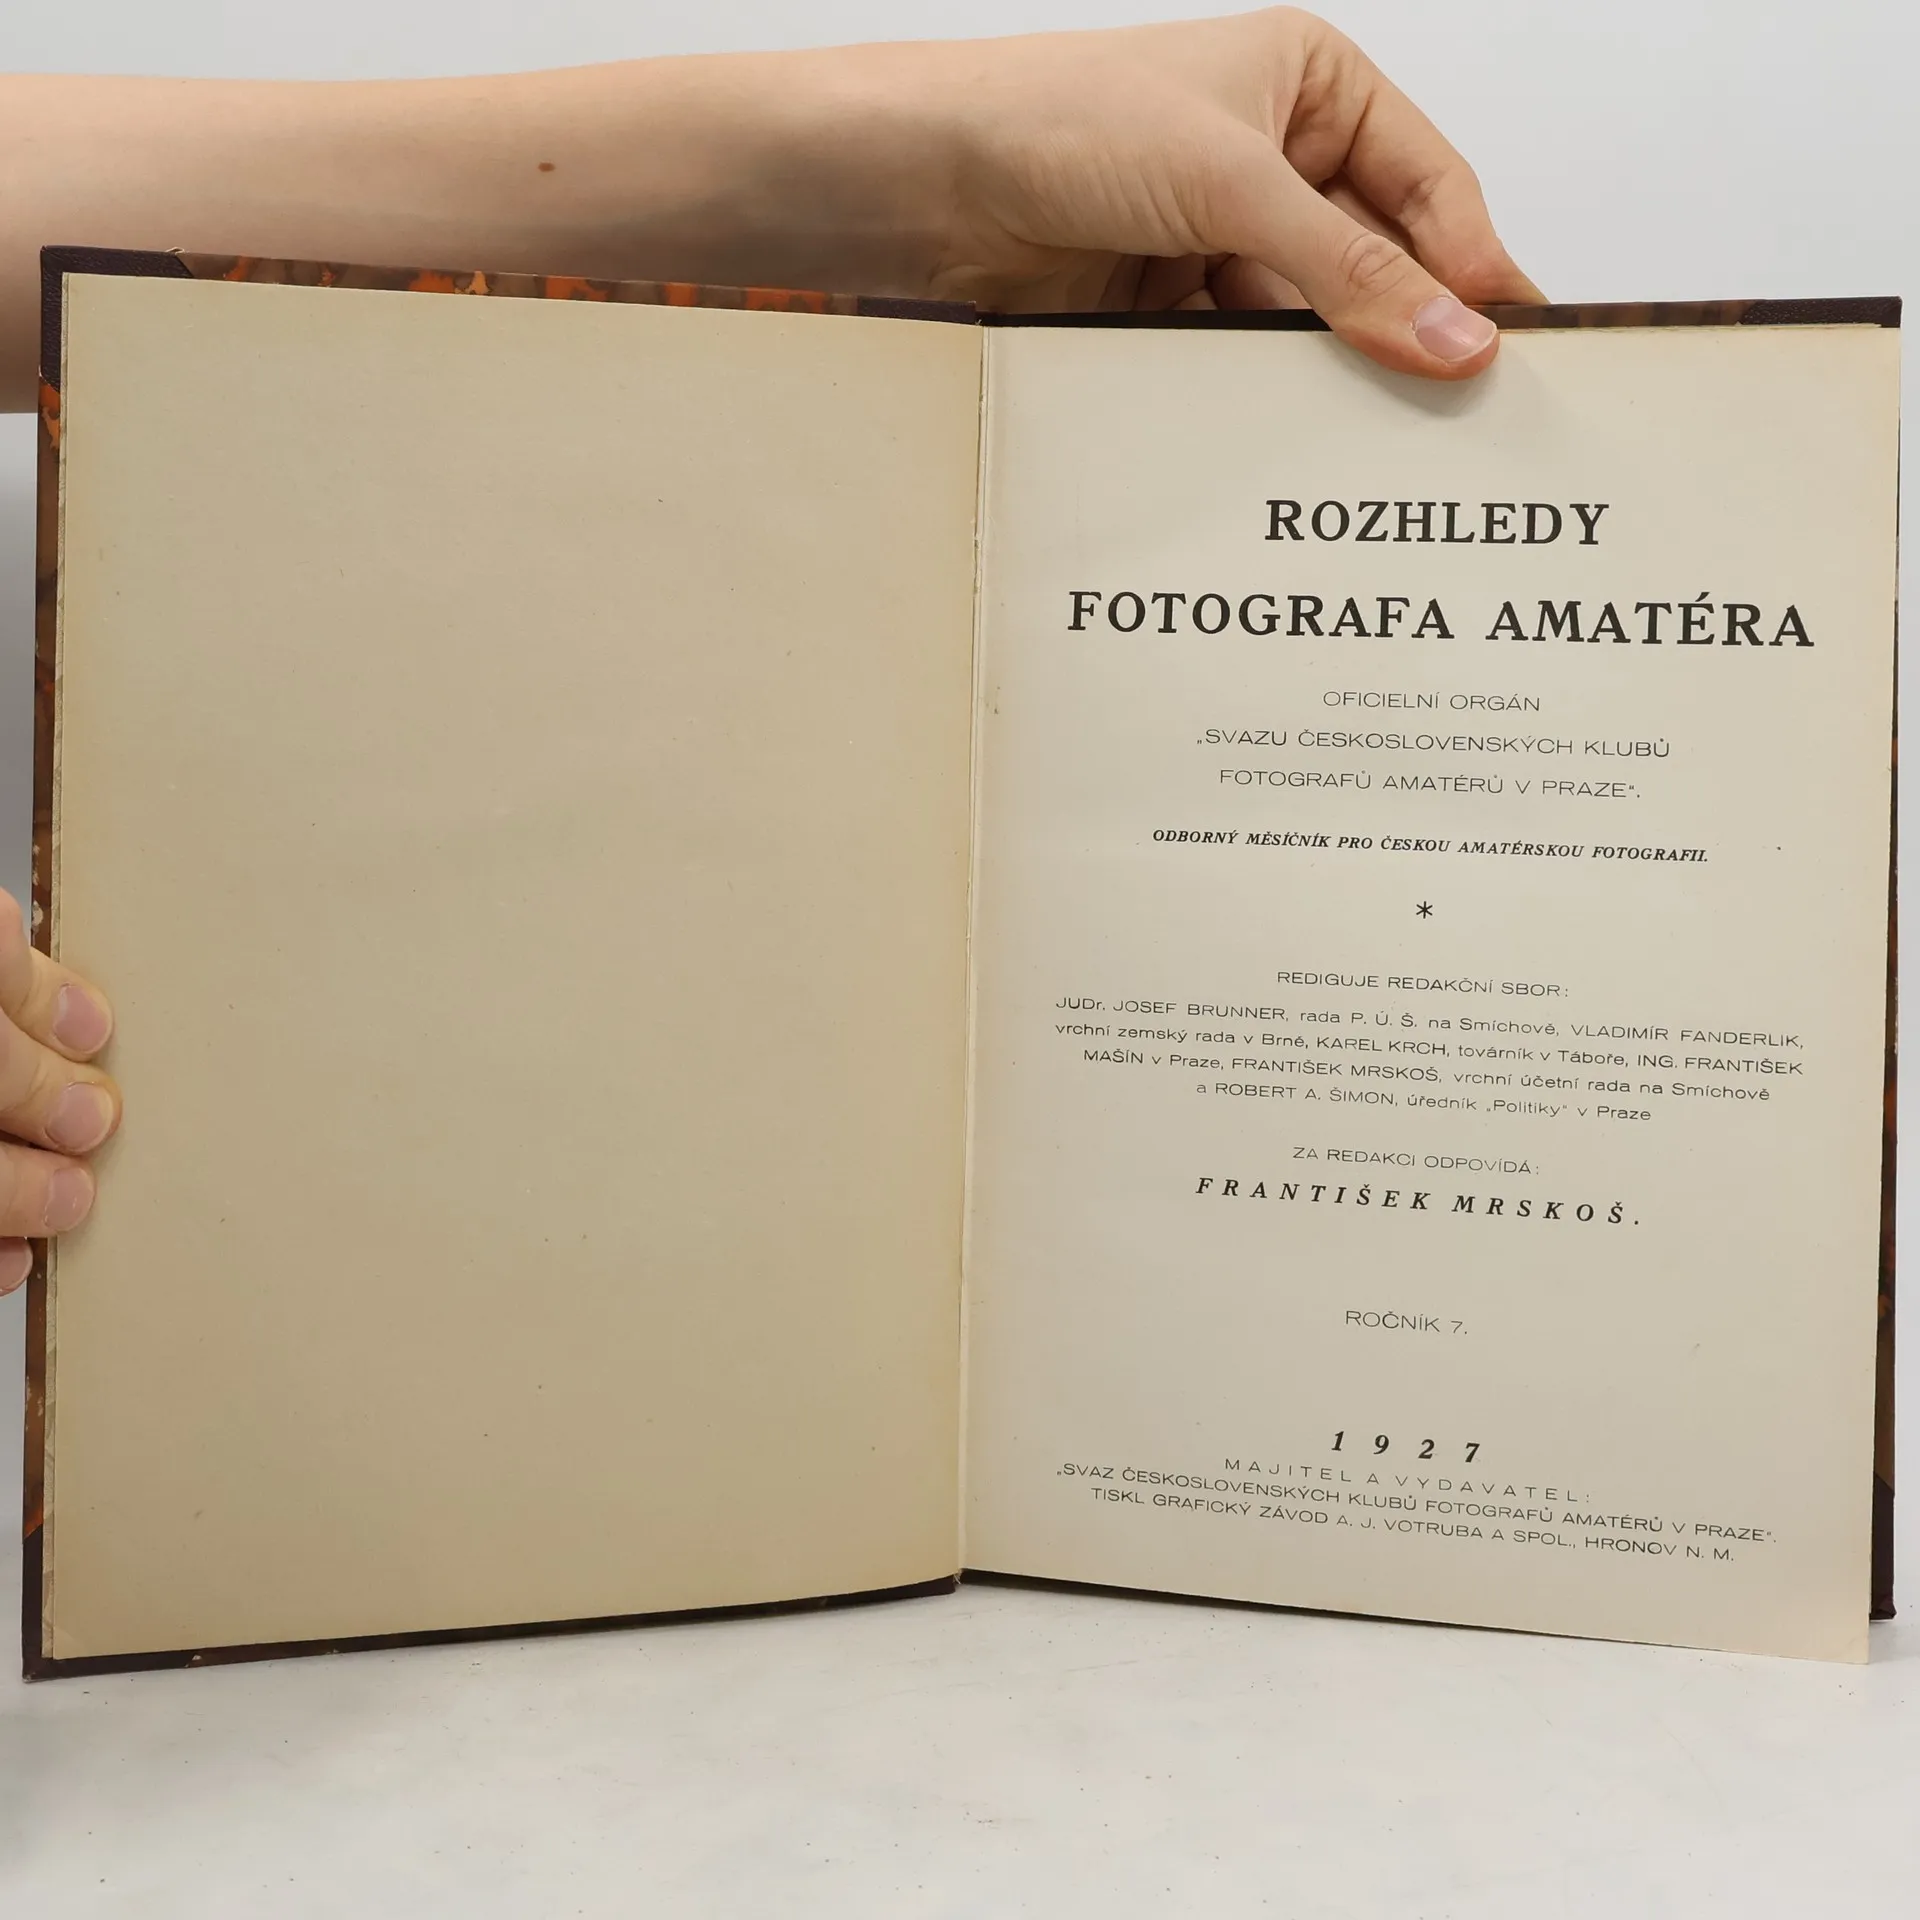 ROZHLEDY
FOTOGRAFA AMATÉRA
OFICIELNÍ ORGÁN
„SVAZU ČESKOSLOVENSKÝCH KLUBŮ
FOTOGRAFŮ AMATÉRŮ V PRAZE“.
ODBORNÝ MĚSÍČNÍK PRO ČESKOU AMATÉRSKOU FOTOGRAFII.
*
REDIGUJE REDAKČNÍ SBOR:
JUDr. JOSEF BRUNNER, rada P. Ú. Š. na Smíchově, VLADIMÍR FANDERLIK,
vrchní zemský rada v Brně, KAREL KRCH, továrník v Táboře, ING. FRANTIŠEK
MAŠÍN v Praze, FRANTIŠEK MRSKOŠ, vrchní účetní rada na Smíchově
a ROBERT A. ŠIMON, úředník „Politiky“ v Praze
ZA REDAKCI ODPOVÍDÁ:
FRANTIŠEK MRSKOŠ.
ROČNÍK 7.
1927
MAJITEL A VYDAVATEL:
„SVAZ ČESKOSLOVENSKÝCH KLUBŮ FOTOGRAFŮ AMATÉRŮ V PRAZE“.
TISKL GRAFICKÝ ZÁVOD A. J. VOTRUBA A SPOL., HRONOV N. M.